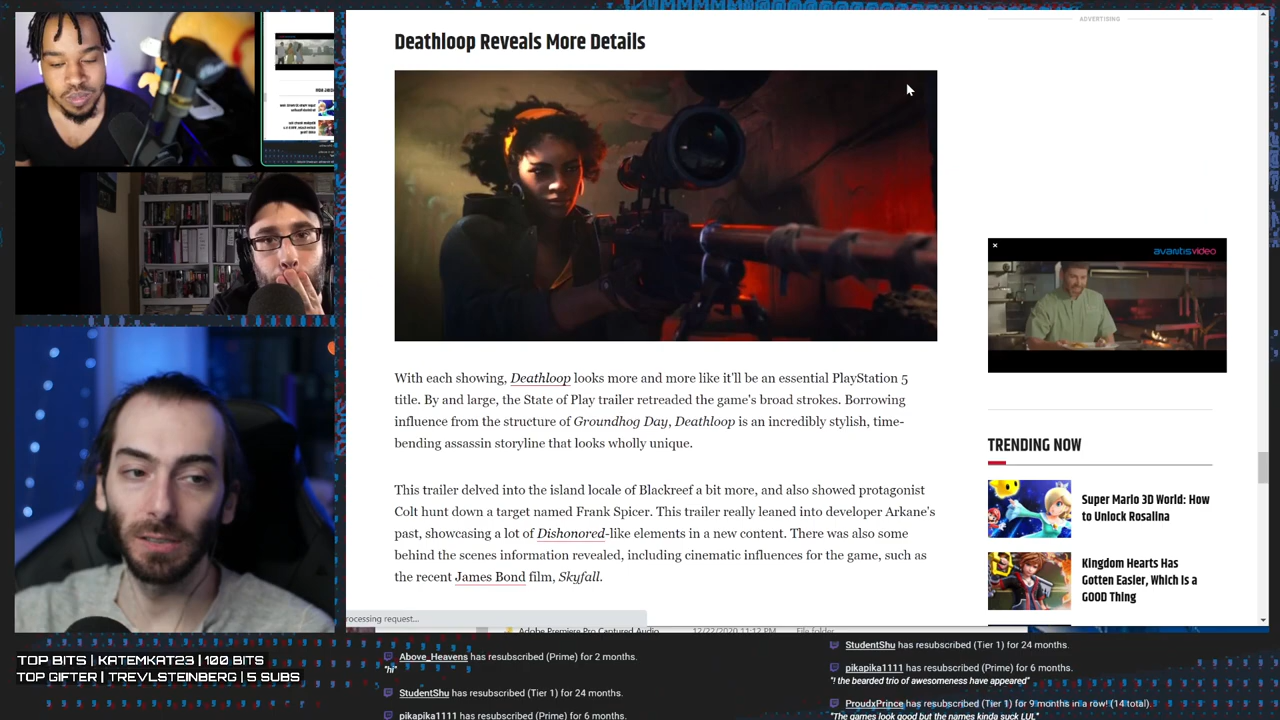 Deathloop Reveals More Details
With each showing, Deathloop looks more and more like it'll be an essential PlayStation 5
title. By and large, the State of Play trailer retreaded the game's broad strokes. Borrowing
influence from the structure of Groundhog Day, Deathloop is an incredibly stylish, time-
bending assassin storyline that looks wholly unique.
This trailer delved into the island locale of Blackreef a bit more, and also showed protagonist
Colt hunt down a target named Frank Spicer. This trailer really leaned into developer Arkane's
past, showcasing a lot of Dishonored-like elements in a new content. There was also some
behind the scenes information revealed, including cinematic influences for the game, such as
the recent James Bond film, Skyfall.
ADVERTISING
avantisvideo
TRENDING NOW
Super Mario 3D World: How
to Unlock Rosalina
Kingdom Hearts Has
Gotten Easier, Which Is a
GOOD Thing
rocessing request...
Adobe Premiere Pro Captured Audio 12/22/2020 11:12 PM File folder
TOP BITS | KATEMKAT23 | 100 BITS
TOP GIFTER | TREVLSTEINBERG | 5 SUBS
Above_Heavens has resubscribed (Prime) for 2 months.
"hi"
StudentShu has resubscribed (Tier 1) for 24 months.
pikapika1111 has resubscribed (Prime) for 6 months.
StudentShu has resubscribed (Tier 1) for 24 months.
pikapika1111 has resubscribed (Prime) for 6 months.
"! the bearded trio of awesomeness have appeared"
ProudxPrince has resubscribed (Tier 1) for 9 months in a row! (14 total).
"The games look good but the names kinda suck LUL"